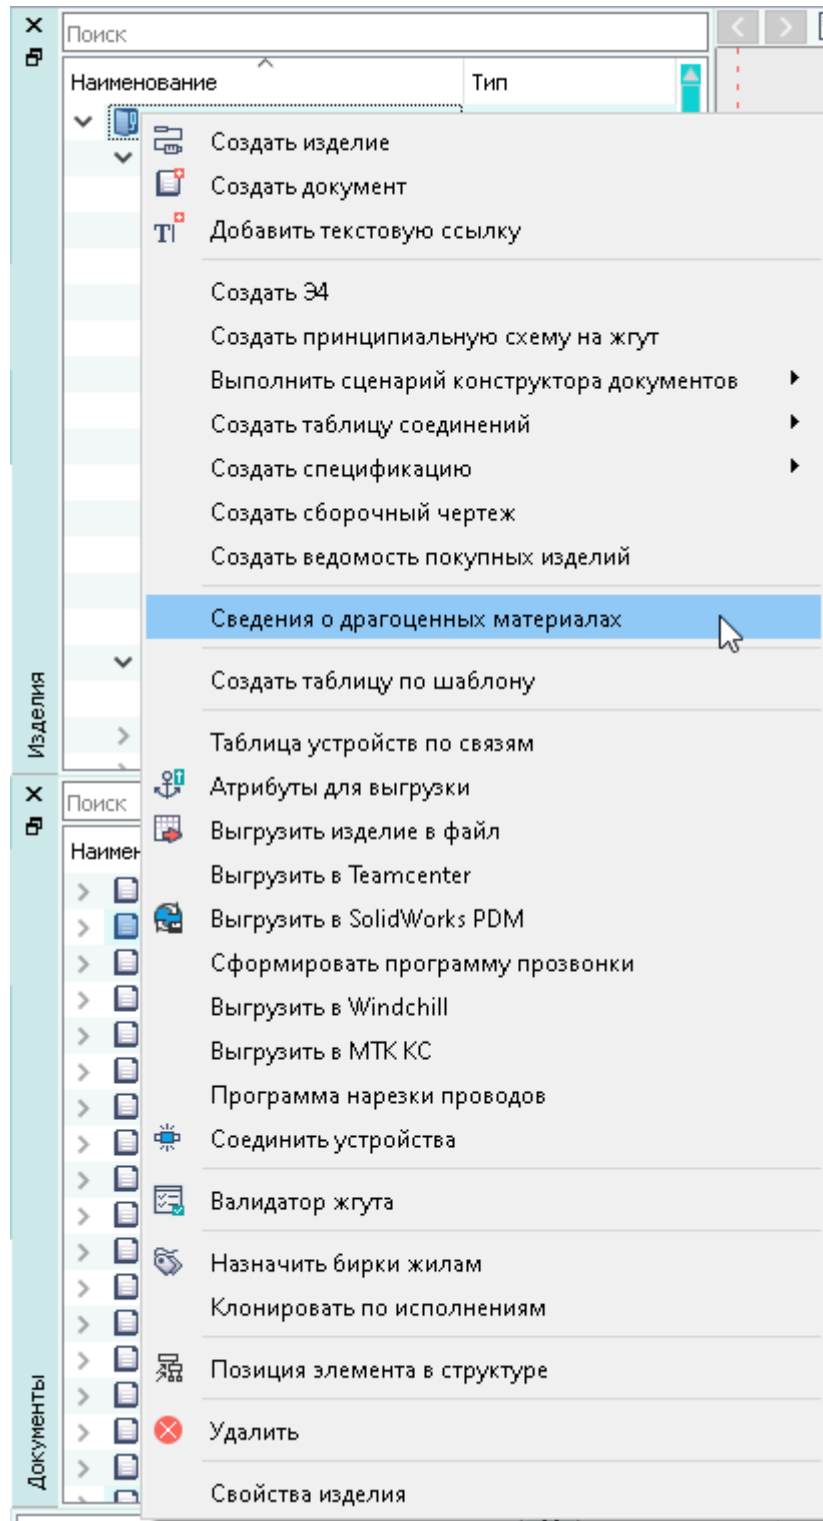 Поиск
Наименование
Тип
Создать изделие
Создать документ
Добавить текстовую ссылку
Создать Э4
Создать принципиальную схему на жгут
Выполнить сценарий конструктора документов
Создать таблицу соединений
Создать спецификацию
Создать сборочный чертеж
Создать ведомость покупных изделий
Сведения о драгоценных материалах
Создать таблицу по шаблону
Таблица устройств по связям
Атрибуты для выгрузки
Выгрузить изделие в файл
Выгрузить в Teamcenter
Выгрузить в SolidWorks PDM
Сформировать программу прозвонки
Выгрузить в Windchill
Выгрузить в МТК КС
Программа нарезки проводов
Соединить устройства
Валидатор жгута
Назначить бирки жилам
Клонировать по исполнениям
Позиция элемента в структуре
Удалить
Свойства изделия
Изделия
Поиск
Наимен
Документы